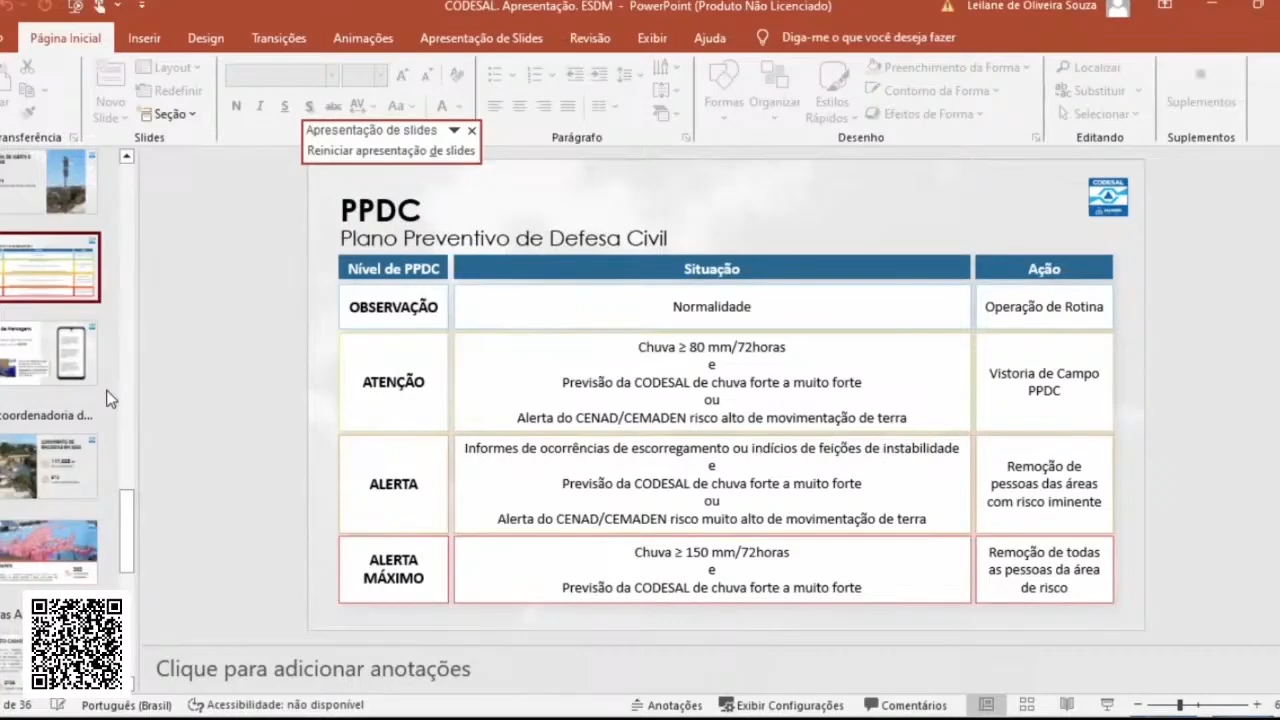 CODESAL. Apresentação. ESDM - PowerPoint (Produto Não Licenciado)
Leilane de Oliveira Souza
Página Inicial
Inserir
Design
Transições
Animações
Apresentação de Slides
Revisão
Exibir
Ajuda
Diga-me o que você deseja fazer
Novo
Slide
Layout
Redefinir
Seção
Formas
Organizar
Estilos
Rápidos
Preenchimento da Forma
Contorno da Forma
Efeitos de Forma
Localizar
Substituir
Selecionar
Suplementos
Slides
Parágrafo
Desenho
Editando
Suplementos
Apresentação de slides
Reiniciar apresentação de slides
CODESAL
PPDC
Plano Preventivo de Defesa Civil
Nível de PPDC
Situação
Ação
OBSERVAÇÃO
Normalidade
Operação de Rotina
ATENÇÃO
Chuva ≥ 80 mm/72horas
e
Previsão da CODESAL de chuva forte a muito forte
ou
Alerta do CENAD/CEMADEN risco alto de movimentação de terra
Vistoria de Campo
PPDC
ALERTA
Informes de ocorrências de escorregamento ou indícios de feições de instabilidade
e
Previsão da CODESAL de chuva forte a muito forte
ou
Alerta do CENAD/CEMADEN risco muito alto de movimentação de terra
Remoção de
pessoas das áreas
com risco iminente
ALERTA
MÁXIMO
Chuva ≥ 150 mm/72horas
e
Previsão da CODESAL de chuva forte a muito forte
Remoção de todas
as pessoas da área
de risco
Clique para adicionar anotações
de 36
Português (Brasil)
Acessibilidade: não disponível
Anotações
Exibir Configurações
Comentários